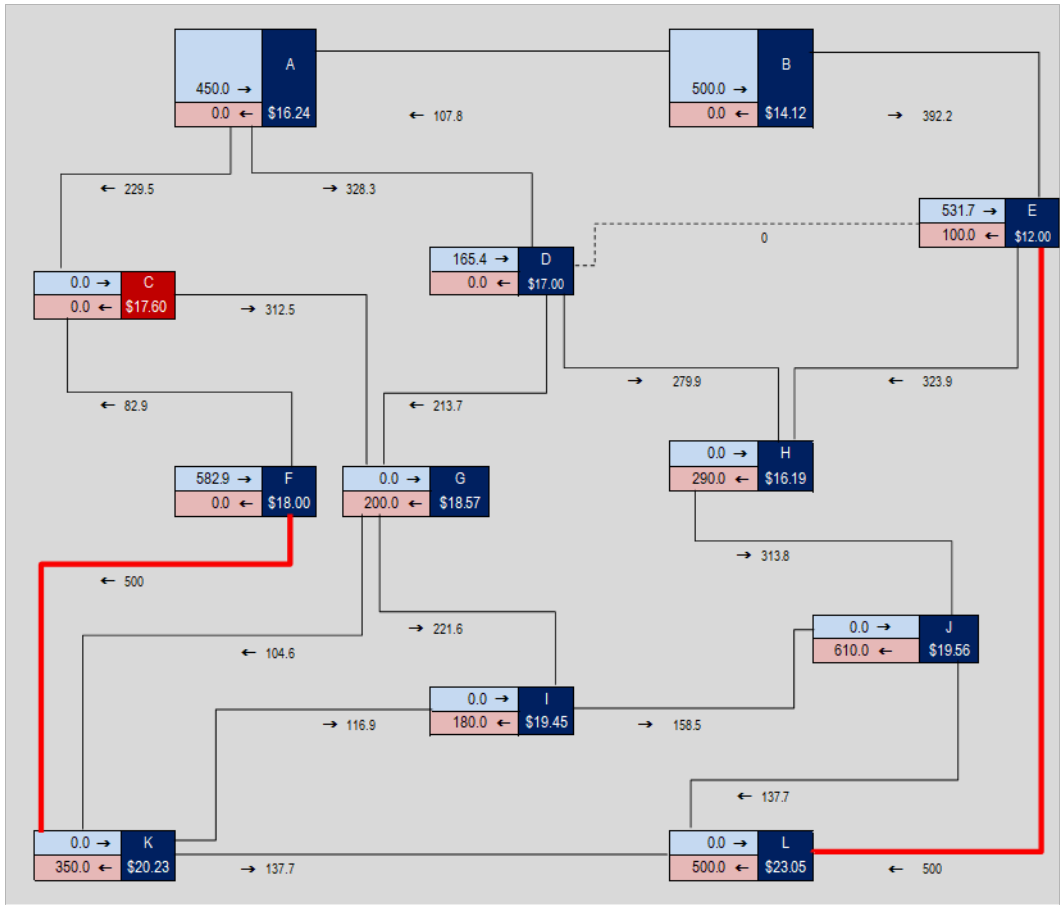 A
450.0 →
0.0 ← $16.24
B
500.0 →
0.0 ← $14.12
← 107.8
→ 392.2
← 229.5
→ 328.3
531.7 → E
100.0 ← $12.00
0
165.4 → D
0.0 ← $17.00
0.0 → C
0.0 ← $17.60
→ 312.5
→ 279.9
← 323.9
← 82.9
← 213.7
0.0 → H
290.0 ← $16.19
582.9 → F
0.0 ← $18.00
0.0 → G
200.0 ← $18.57
→ 313.8
← 500
→ 221.6
← 104.6
0.0 → J
610.0 ← $19.56
0.0 → I
180.0 ← $19.45
→ 116.9
→ 158.5
← 137.7
0.0 → K
350.0 ← $20.23
→ 137.7
0.0 → L
500.0 ← $23.05
← 500